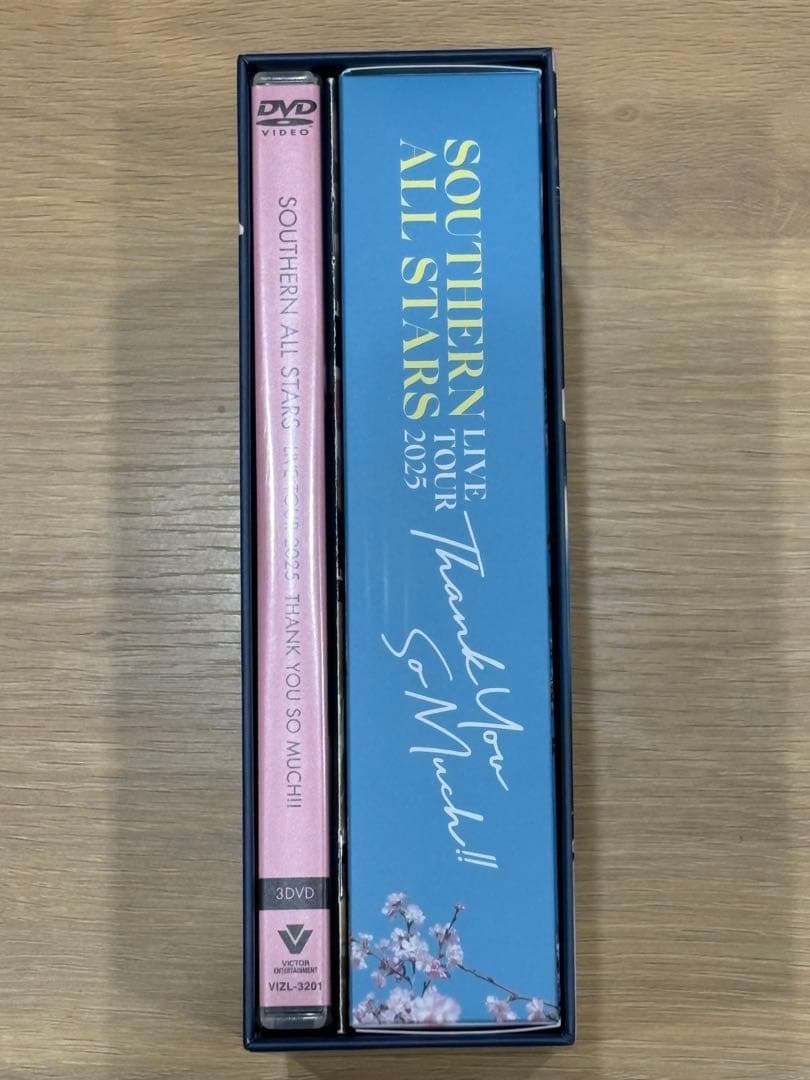 DVD
VIDEO
SOUTHERN ALL STARS LIVE TOUR 2025 THANK YOU SO MUCH!!
3DVD
VICTOR
ENTERTAINMENT
VIZL-3201
SOUTHERN
ALL STARS
LIVE
TOUR
2025
Thank You
So Much!!